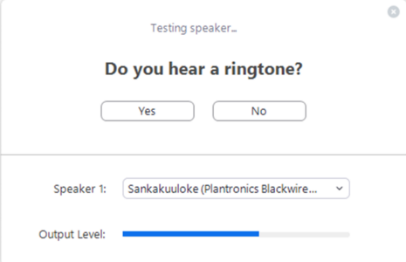 Testing speaker...
Do you hear a ringtone?
Yes No
Speaker 1: Sankakuuloke (Plantronics Blackwire...
Output Level: